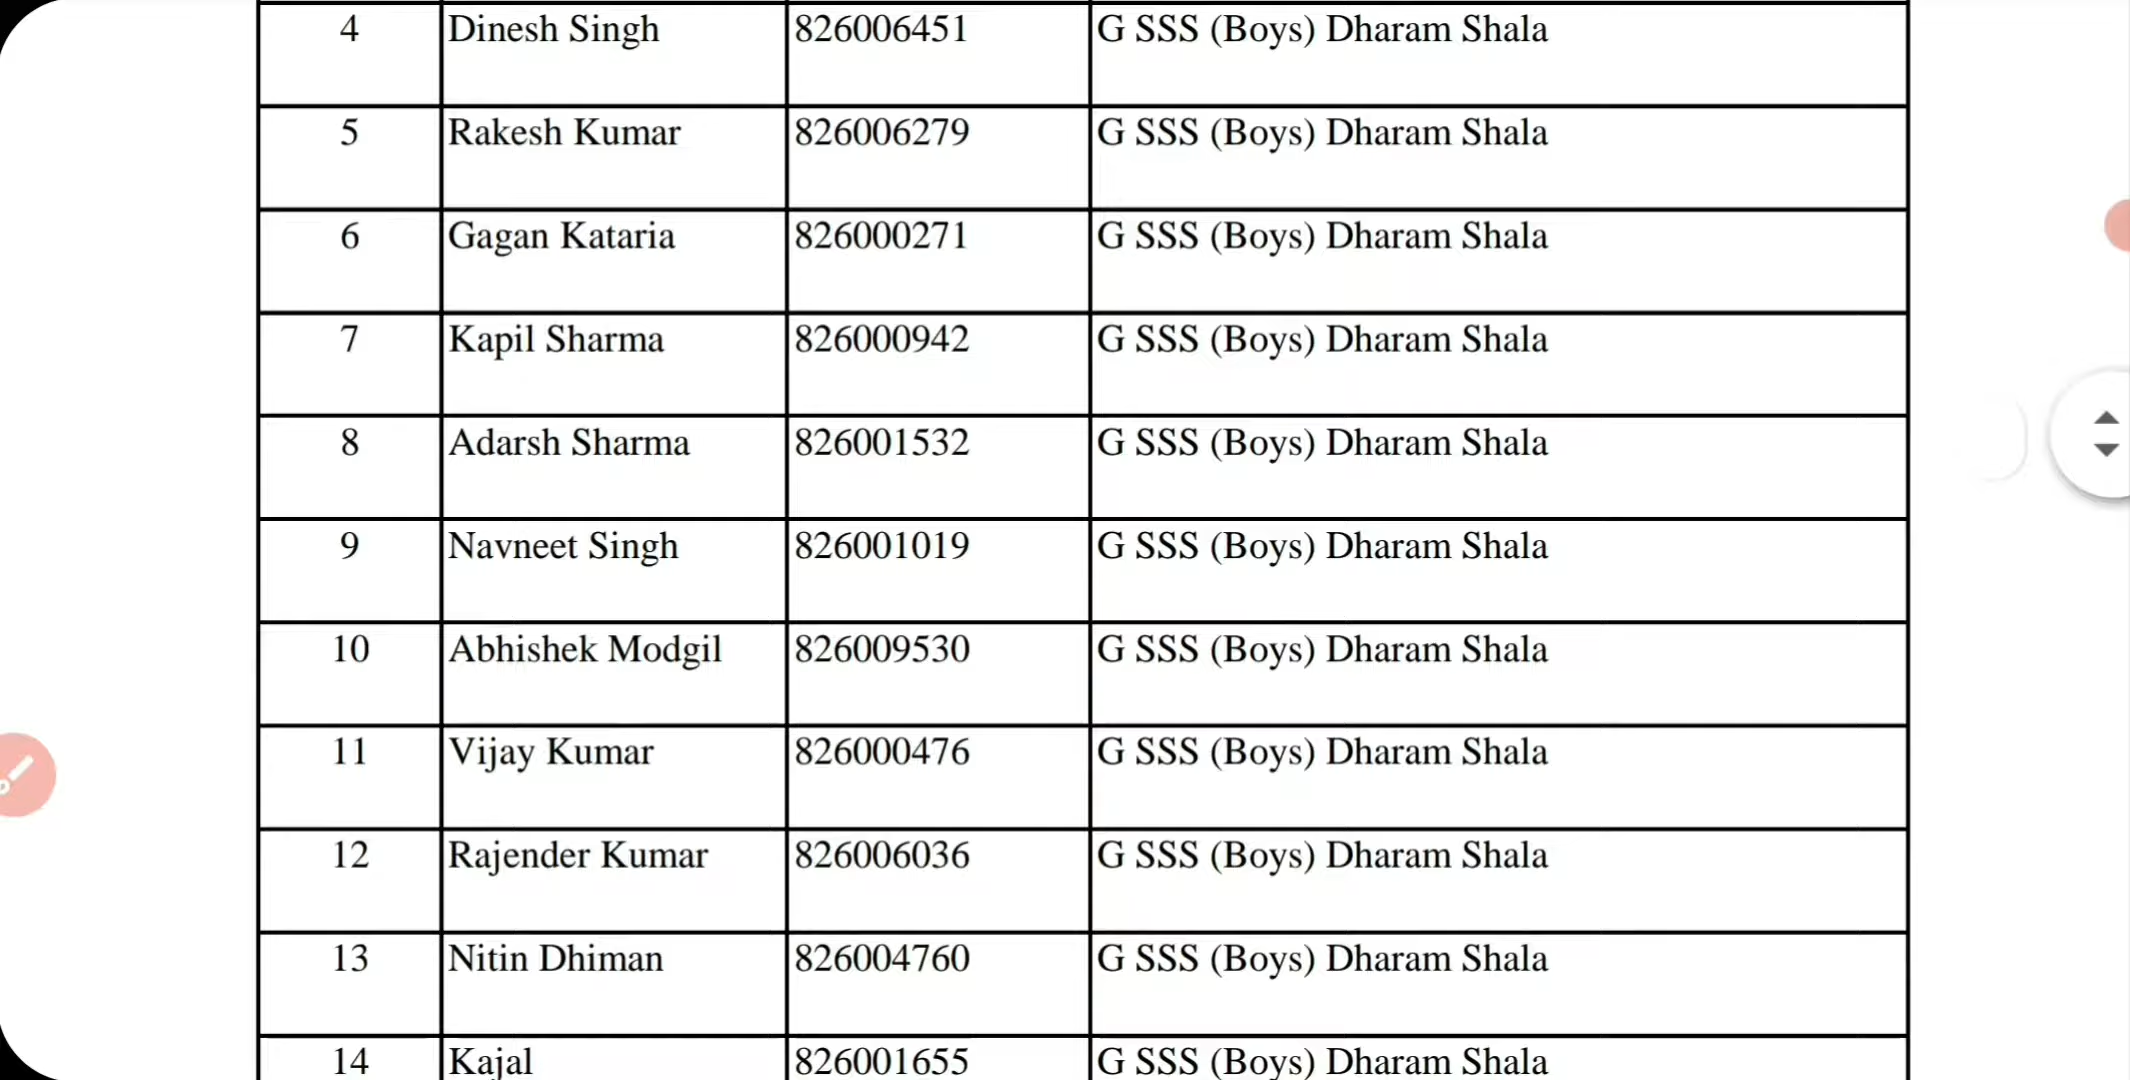 4 Dinesh Singh 826006451 G SSS (Boys) Dharam Shala
5 Rakesh Kumar 826006279 G SSS (Boys) Dharam Shala
6 Gagan Kataria 826000271 G SSS (Boys) Dharam Shala
7 Kapil Sharma 826000942 G SSS (Boys) Dharam Shala
8 Adarsh Sharma 826001532 G SSS (Boys) Dharam Shala
9 Navneet Singh 826001019 G SSS (Boys) Dharam Shala
10 Abhishek Modgil 826009530 G SSS (Boys) Dharam Shala
11 Vijay Kumar 826000476 G SSS (Boys) Dharam Shala
12 Rajender Kumar 826006036 G SSS (Boys) Dharam Shala
13 Nitin Dhiman 826004760 G SSS (Boys) Dharam Shala
14 Kajal 826001655 G SSS (Boys) Dharam Shala